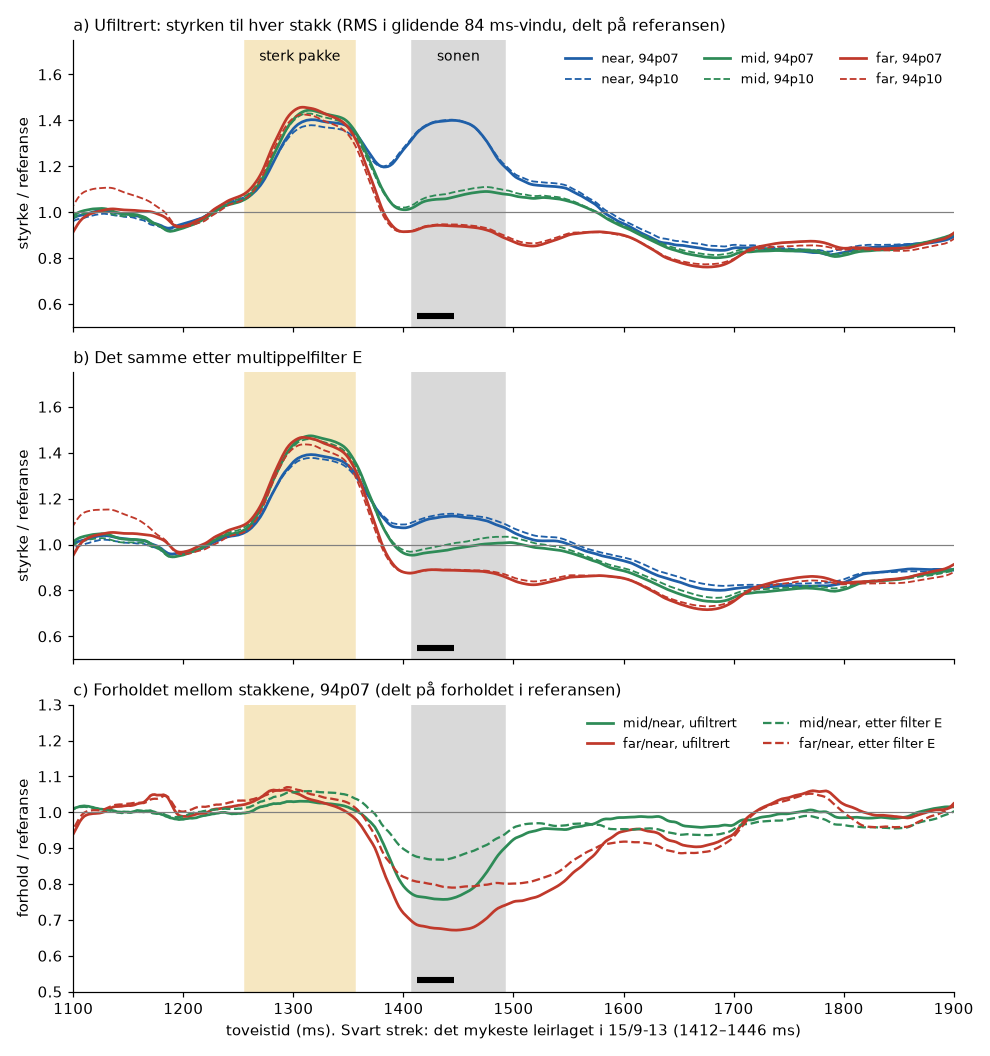 a) Ufiltrert: styrken til hver stakk (RMS i glidende 84 ms-vindu, delt på referansen)
sterk pakke
sonen
near, 94p07
mid, 94p07
far, 94p07
near, 94p10
mid, 94p10
far, 94p10
1.6
1.4
1.2
1.0
0.8
0.6
styrke / referanse
b) Det samme etter multippelfilter E
1.6
1.4
1.2
1.0
0.8
0.6
styrke / referanse
c) Forholdet mellom stakkene, 94p07 (delt på forholdet i referansen)
mid/near, ufiltrert
mid/near, etter filter E
far/near, ufiltrert
far/near, etter filter E
1.3
1.2
1.1
1.0
0.9
0.8
0.7
0.6
0.5
forhold / referanse
1100
1200
1300
1400
1500
1600
1700
1800
1900
toveistid (ms). Svart strek: det mykeste leirlaget i 15/9-13 (1412–1446 ms)